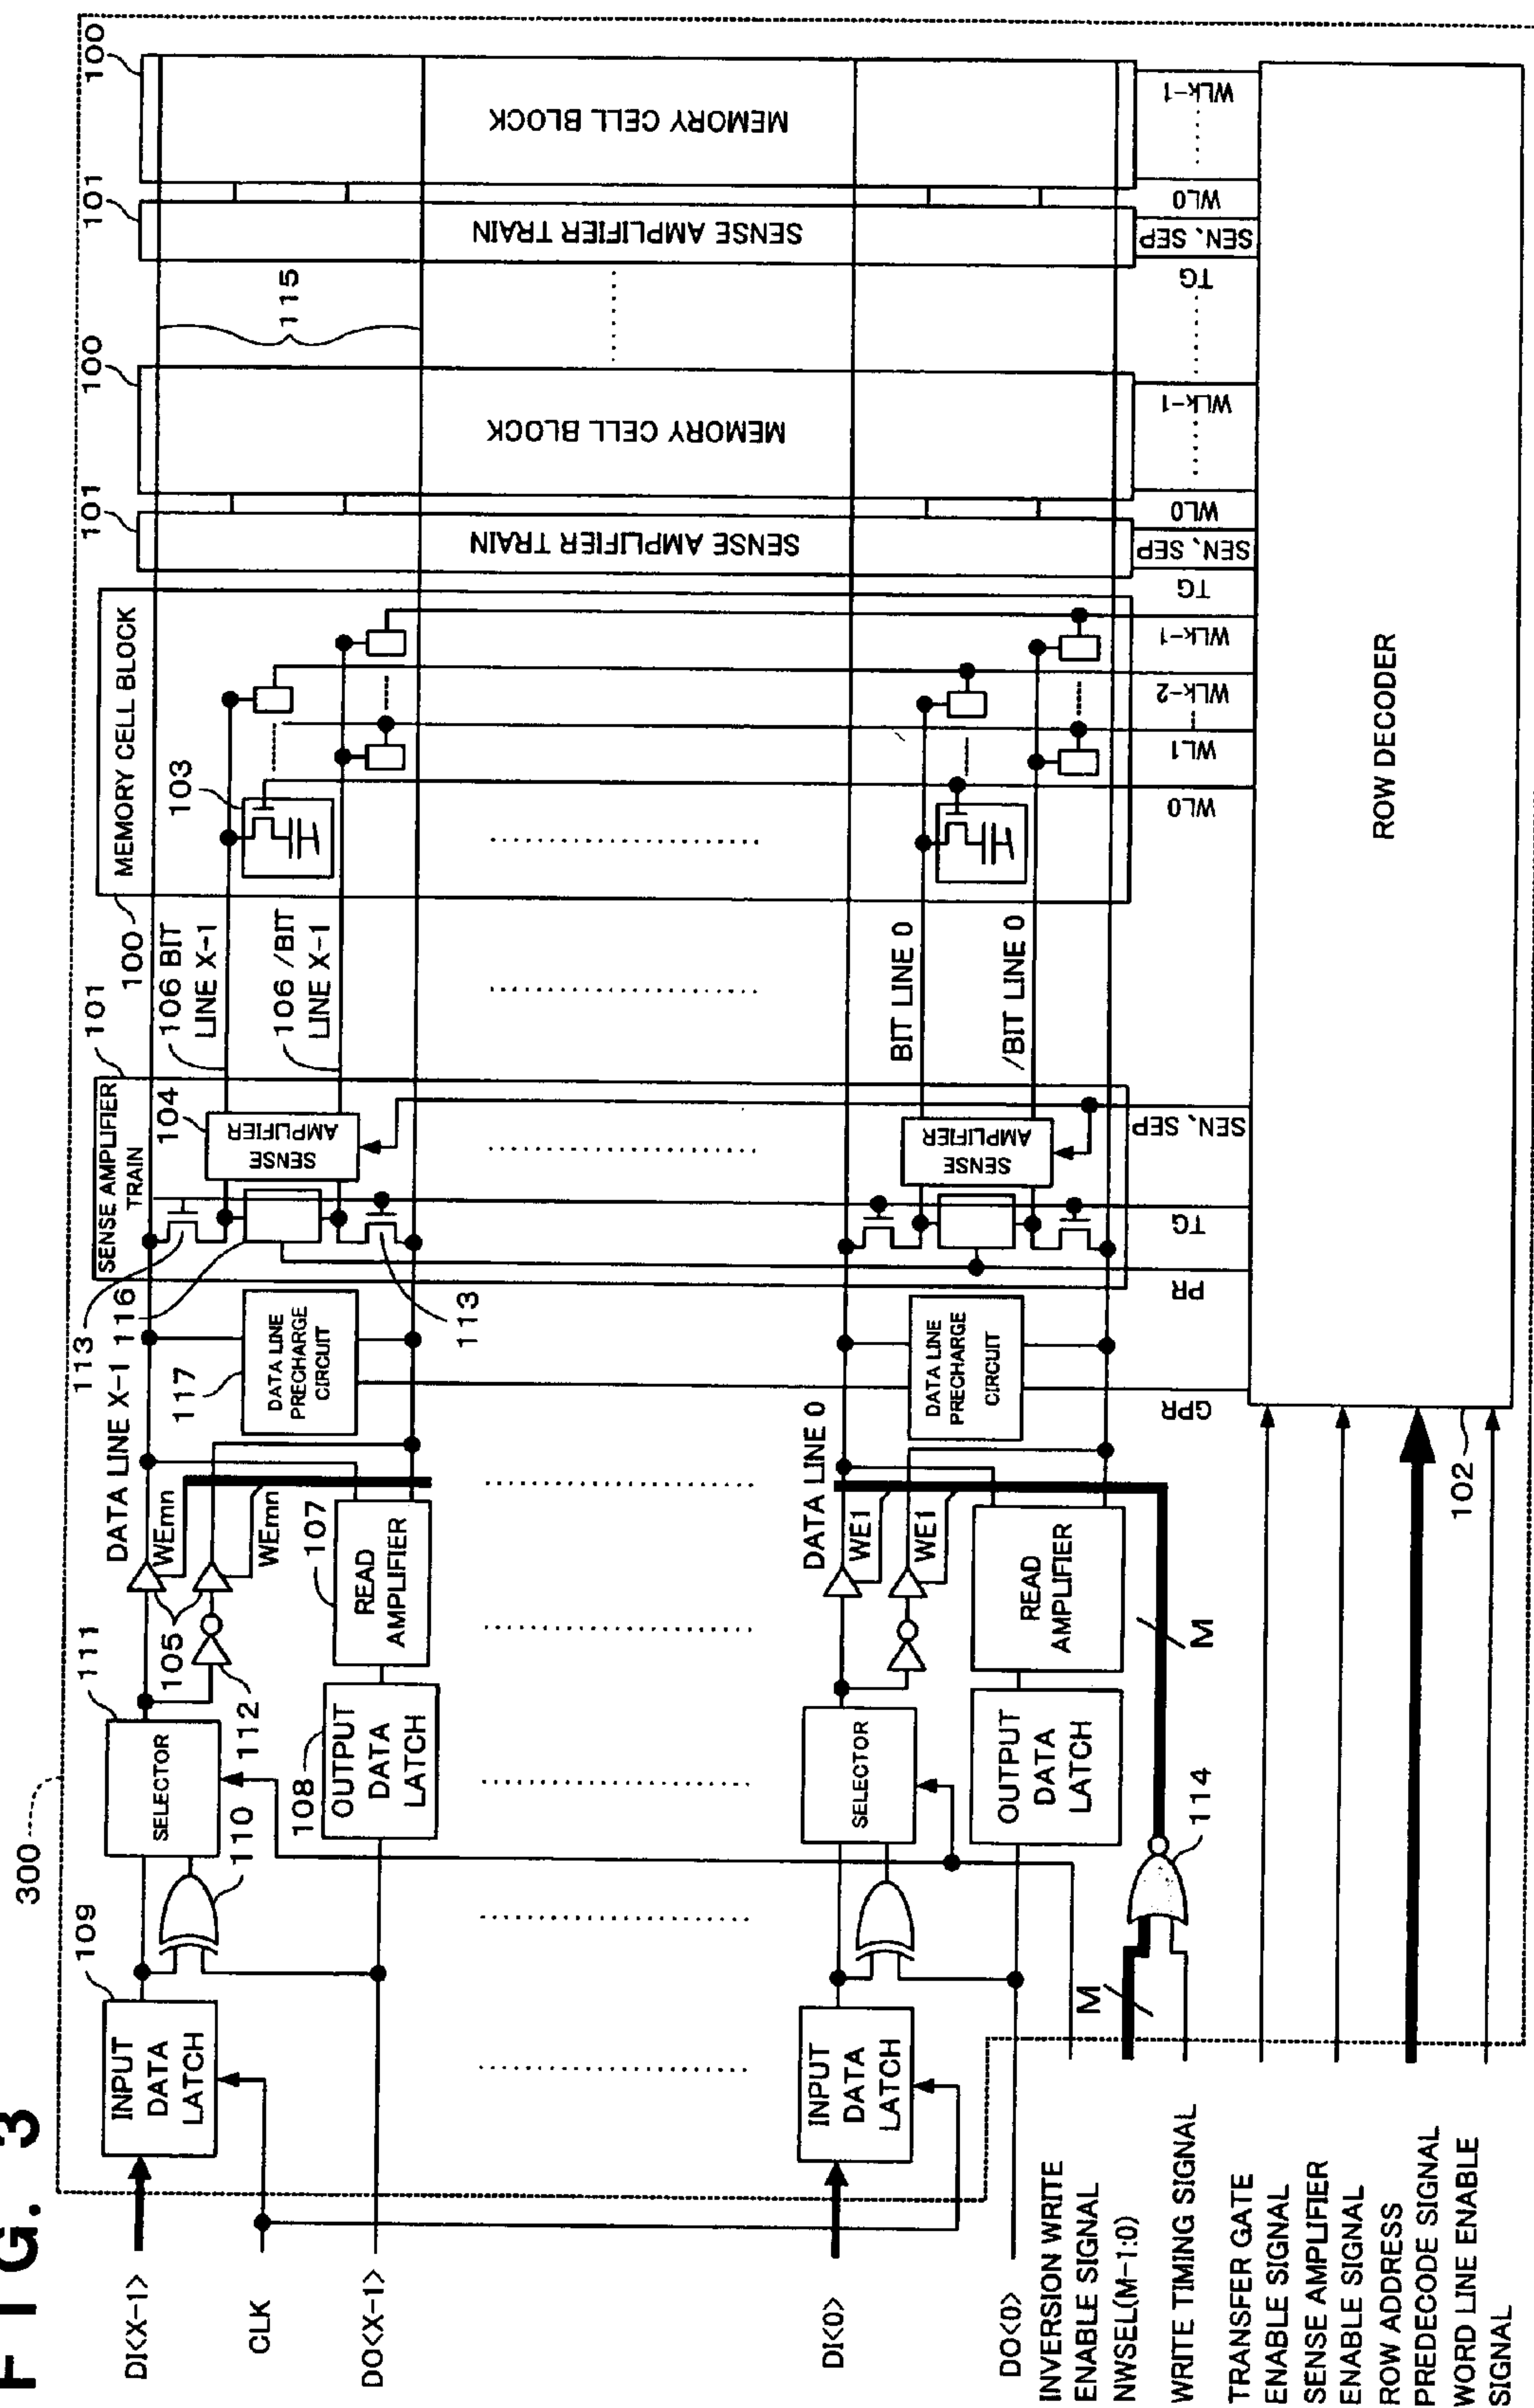 FIG. 3
300
DI<X-1>
CLK
DO<X-1>
109
INPUT
DATA
LATCH
110
111
SELECTOR
112
105
108
OUTPUT
DATA
LATCH
107
READ
AMPLIFIER
WEmn
WEmn
DATA LINE X-1
117
DATA LINE
PRECHARGE
CIRCUIT
113
116
113
SENSE AMPLIFIER
TRAIN
101
104
SENSE
AMPLIFIER
106 BIT
LINE X-1
106 /BIT
LINE X-1
100
MEMORY CELL BLOCK
103
101
SENSE AMPLIFIER TRAIN
100
MEMORY CELL BLOCK
115
101
SENSE AMPLIFIER TRAIN
100
MEMORY CELL BLOCK
DI<0>
DO<0>
INPUT
DATA
LATCH
SELECTOR
OUTPUT
DATA
LATCH
READ
AMPLIFIER
WE1
WE1
DATA LINE 0
DATA LINE
PRECHARGE
CIRCUIT
SENSE
AMPLIFIER
BIT LINE 0
/BIT LINE 0
INVERSION WRITE
ENABLE SIGNAL
NWSEL(M-1:0)
WRITE TIMING SIGNAL
M
114
M
GPR
PR
TG
SEN, SEP
WL0
WL1
WLk-2
WLk-1
TG
SEN, SEP
WL0
WLk-1
TG
SEN, SEP
WL0
WLk-1
TRANSFER GATE
ENABLE SIGNAL
SENSE AMPLIFIER
ENABLE SIGNAL
ROW ADDRESS
PREDECODE SIGNAL
WORD LINE ENABLE
SIGNAL
102
ROW DECODER